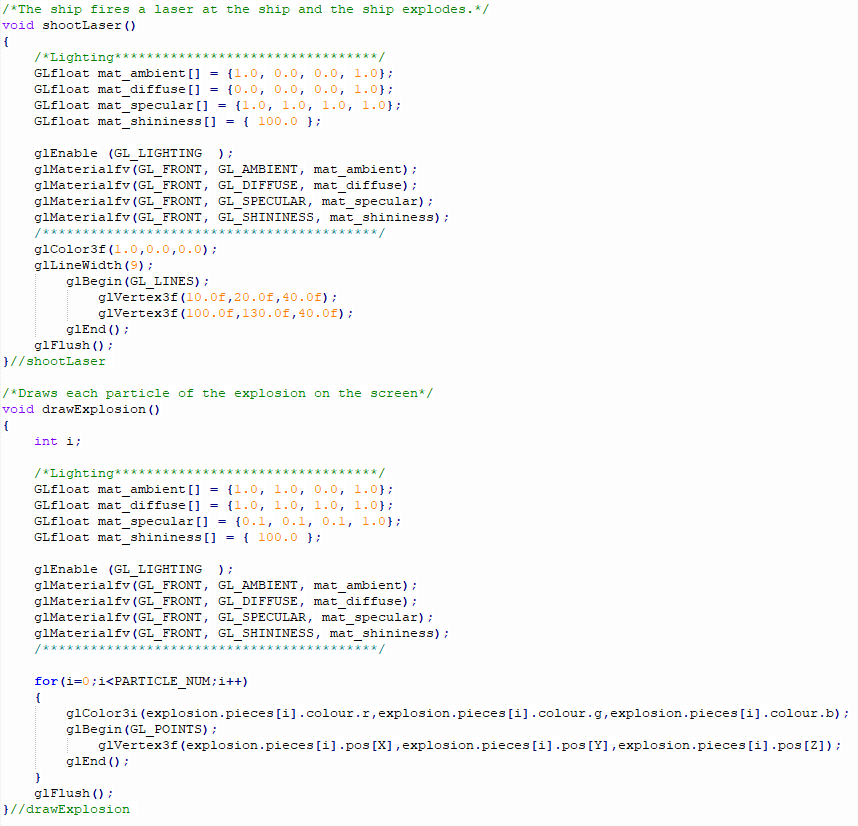 /*The ship fires a laser at the ship and the ship explodes.*/
void shootLaser()
{
    /*Lighting*********************************/
    GLfloat mat_ambient[] = {1.0, 0.0, 0.0, 1.0};
    GLfloat mat_diffuse[] = {0.0, 0.0, 0.0, 1.0};
    GLfloat mat_specular[] = {1.0, 1.0, 1.0, 1.0};
    GLfloat mat_shininess[] = { 100.0 };

    glEnable (GL_LIGHTING  );
    glMaterialfv(GL_FRONT, GL_AMBIENT, mat_ambient);
    glMaterialfv(GL_FRONT, GL_DIFFUSE, mat_diffuse);
    glMaterialfv(GL_FRONT, GL_SPECULAR, mat_specular);
    glMaterialfv(GL_FRONT, GL_SHININESS, mat_shininess);
    /******************************************/
    glColor3f(1.0,0.0,0.0);
    glLineWidth(9);
        glBegin(GL_LINES);
            glVertex3f(10.0f,20.0f,40.0f);
            glVertex3f(100.0f,130.0f,40.0f);
        glEnd();
    glFlush();
}//shootLaser

/*Draws each particle of the explosion on the screen*/
void drawExplosion()
{
    int i;

    /*Lighting*********************************/
    GLfloat mat_ambient[] = {1.0, 1.0, 0.0, 1.0};
    GLfloat mat_diffuse[] = {1.0, 1.0, 1.0, 1.0};
    GLfloat mat_specular[] = {0.1, 0.1, 0.1, 1.0};
    GLfloat mat_shininess[] = { 100.0 };

    glEnable (GL_LIGHTING  );
    glMaterialfv(GL_FRONT, GL_AMBIENT, mat_ambient);
    glMaterialfv(GL_FRONT, GL_DIFFUSE, mat_diffuse);
    glMaterialfv(GL_FRONT, GL_SPECULAR, mat_specular);
    glMaterialfv(GL_FRONT, GL_SHININESS, mat_shininess);
    /******************************************/

    for(i=0;i<PARTICLE_NUM;i++)
    {
        glColor3i(explosion.pieces[i].colour.r,explosion.pieces[i].colour.g,explosion.pieces[i].colour.b);
        glBegin(GL_POINTS);
            glVertex3f(explosion.pieces[i].pos[X],explosion.pieces[i].pos[Y],explosion.pieces[i].pos[Z]);
        glEnd();
    }
    glFlush();
}//drawExplosion